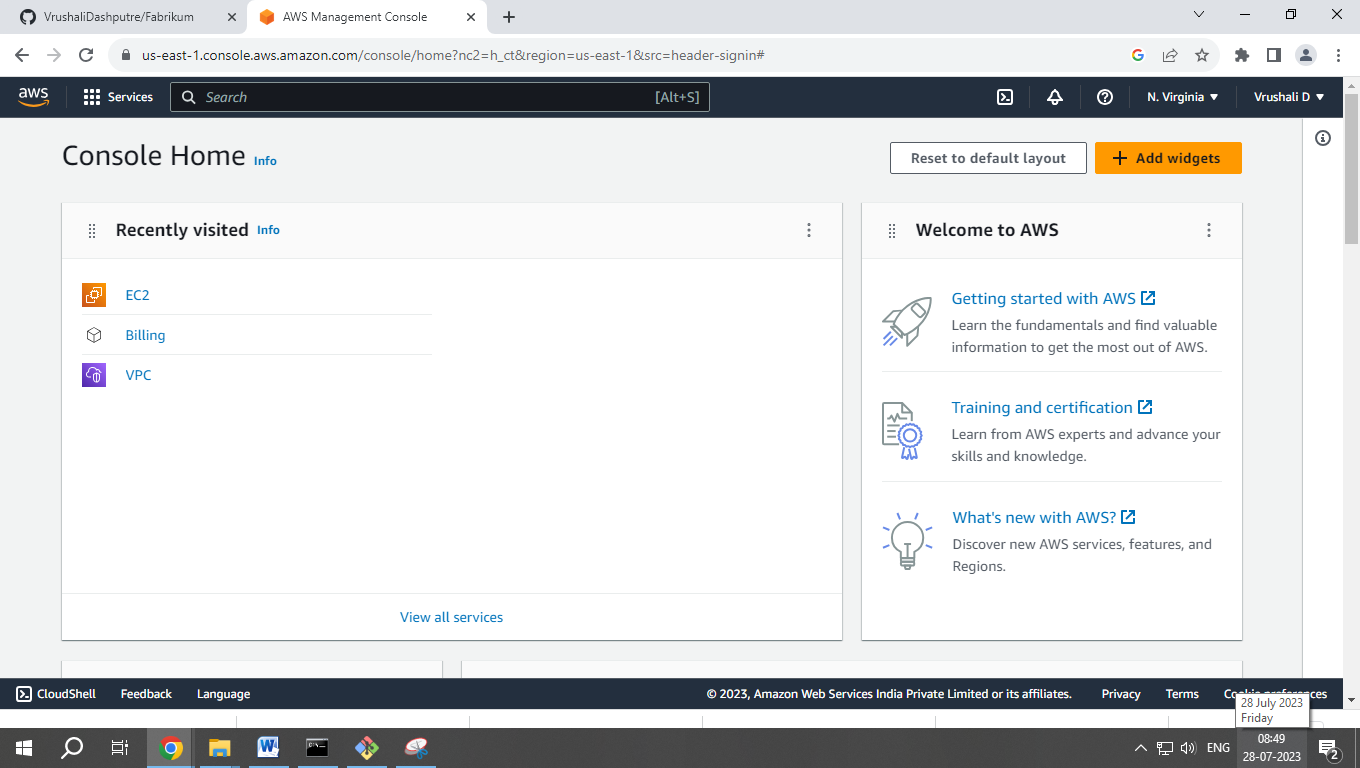 VrushaliDashputre/Fabrikum
AWS Management Console
us-east-1.console.aws.amazon.com/console/home?nc2=h_ct&region=us-east-1&src=header-signin#
aws
Services
Search
[Alt+S]
N. Virginia
Vrushali D
Console Home
Info
Reset to default layout
Add widgets
Recently visited
Info
EC2
Billing
VPC
View all services
Welcome to AWS
Getting started with AWS
Learn the fundamentals and find valuable
information to get the most out of AWS.
Training and certification
Learn from AWS experts and advance your
skills and knowledge.
What's new with AWS?
Discover new AWS services, features, and
Regions.
CloudShell
Feedback
Language
© 2023, Amazon Web Services India Private Limited or its affiliates.
Privacy
Terms
Cookie preferences
28 July 2023
Friday
ENG
08:49
28-07-2023
2